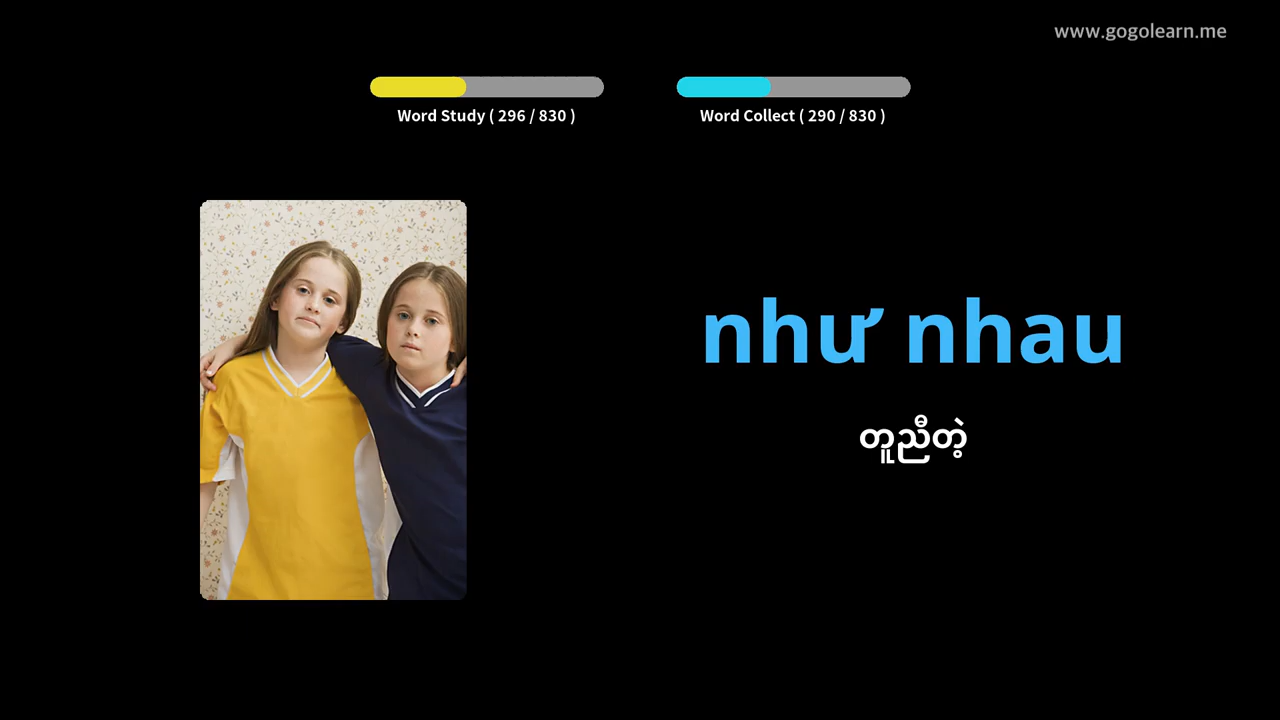 www.gogolearn.me
Word Study ( 296 / 830 )
Word Collect ( 290 / 830 )
như nhau
တူညီတဲ့